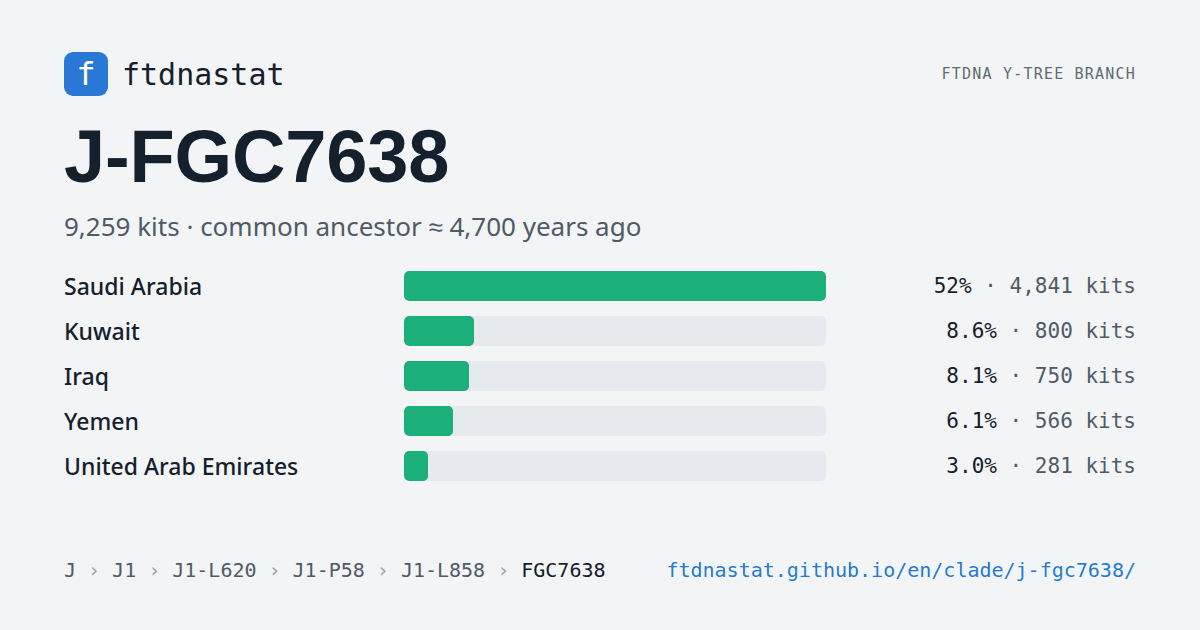 f ftdnastat
FTDNA Y-TREE BRANCH
J-FGC7638
9,259 kits · common ancestor ≈ 4,700 years ago
Saudi Arabia 52% · 4,841 kits
Kuwait 8.6% · 800 kits
Iraq 8.1% · 750 kits
Yemen 6.1% · 566 kits
United Arab Emirates 3.0% · 281 kits
J › J1 › J1-L620 › J1-P58 › J1-L858 › FGC7638
ftdnastat.github.io/en/clade/j-fgc7638/